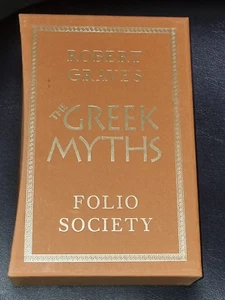 ROBERT
GRAVES
THE
GREEK
MYTHS
FOLIO
SOCIETY